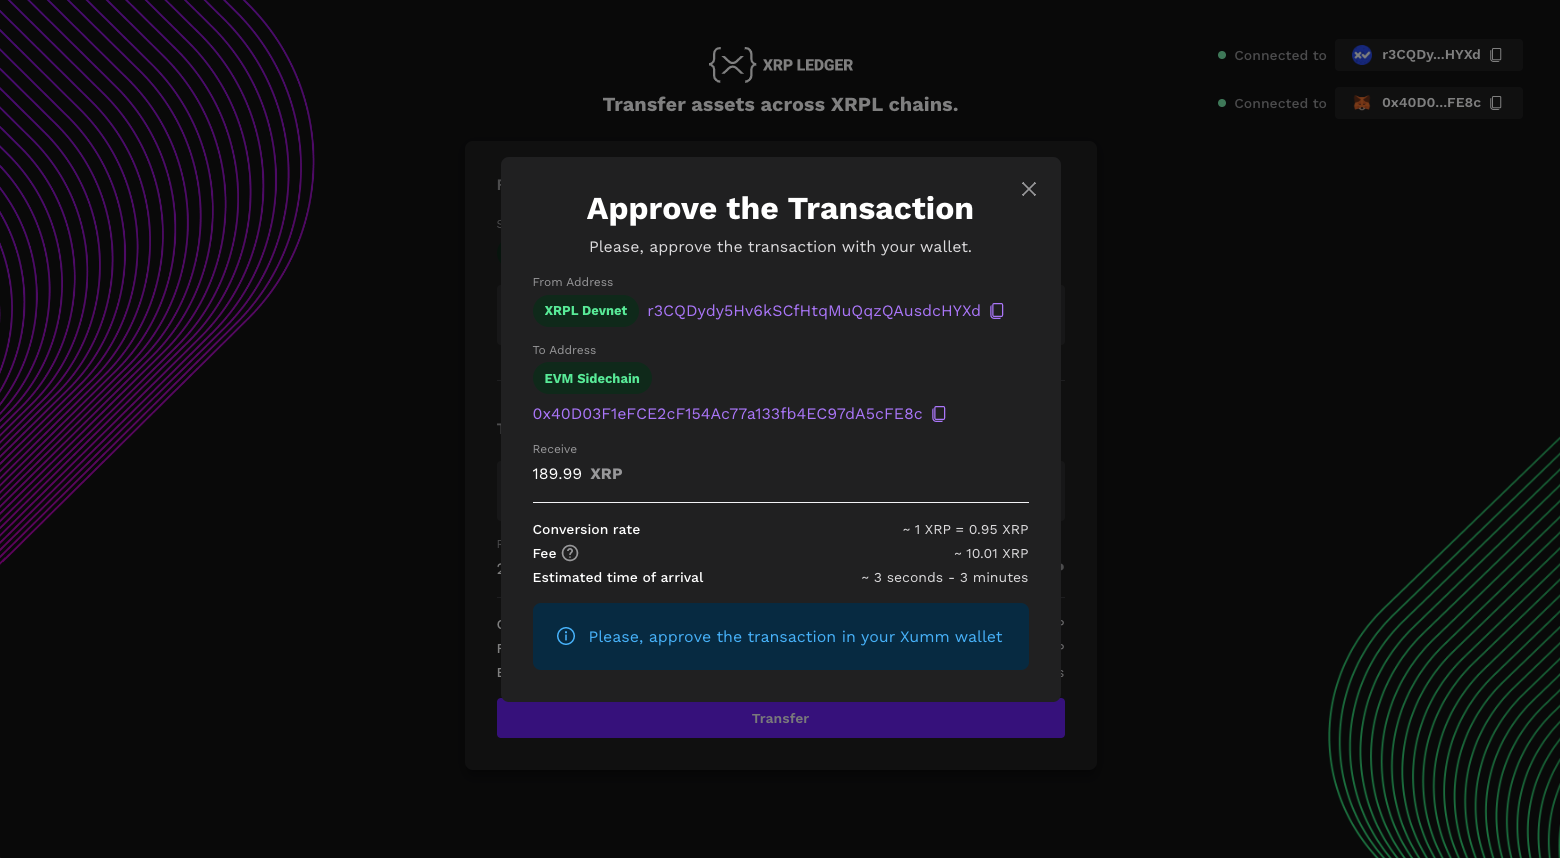 XRP LEDGER
Transfer assets across XRPL chains.
Connected to r3CQDy...HYXd
Connected to 0x40D0...FE8c
Approve the Transaction
Please, approve the transaction with your wallet.
From Address
XRPL Devnet r3CQDydy5Hv6kSCfHtqMuQqzQAusdcHYXd
To Address
EVM Sidechain
0x40D03F1eFCE2cF154Ac77a133fb4EC97dA5cFE8c
Receive
189.99 XRP
Conversion rate ~ 1 XRP = 0.95 XRP
Fee ~ 10.01 XRP
Estimated time of arrival ~ 3 seconds - 3 minutes
Please, approve the transaction in your Xumm wallet
Transfer